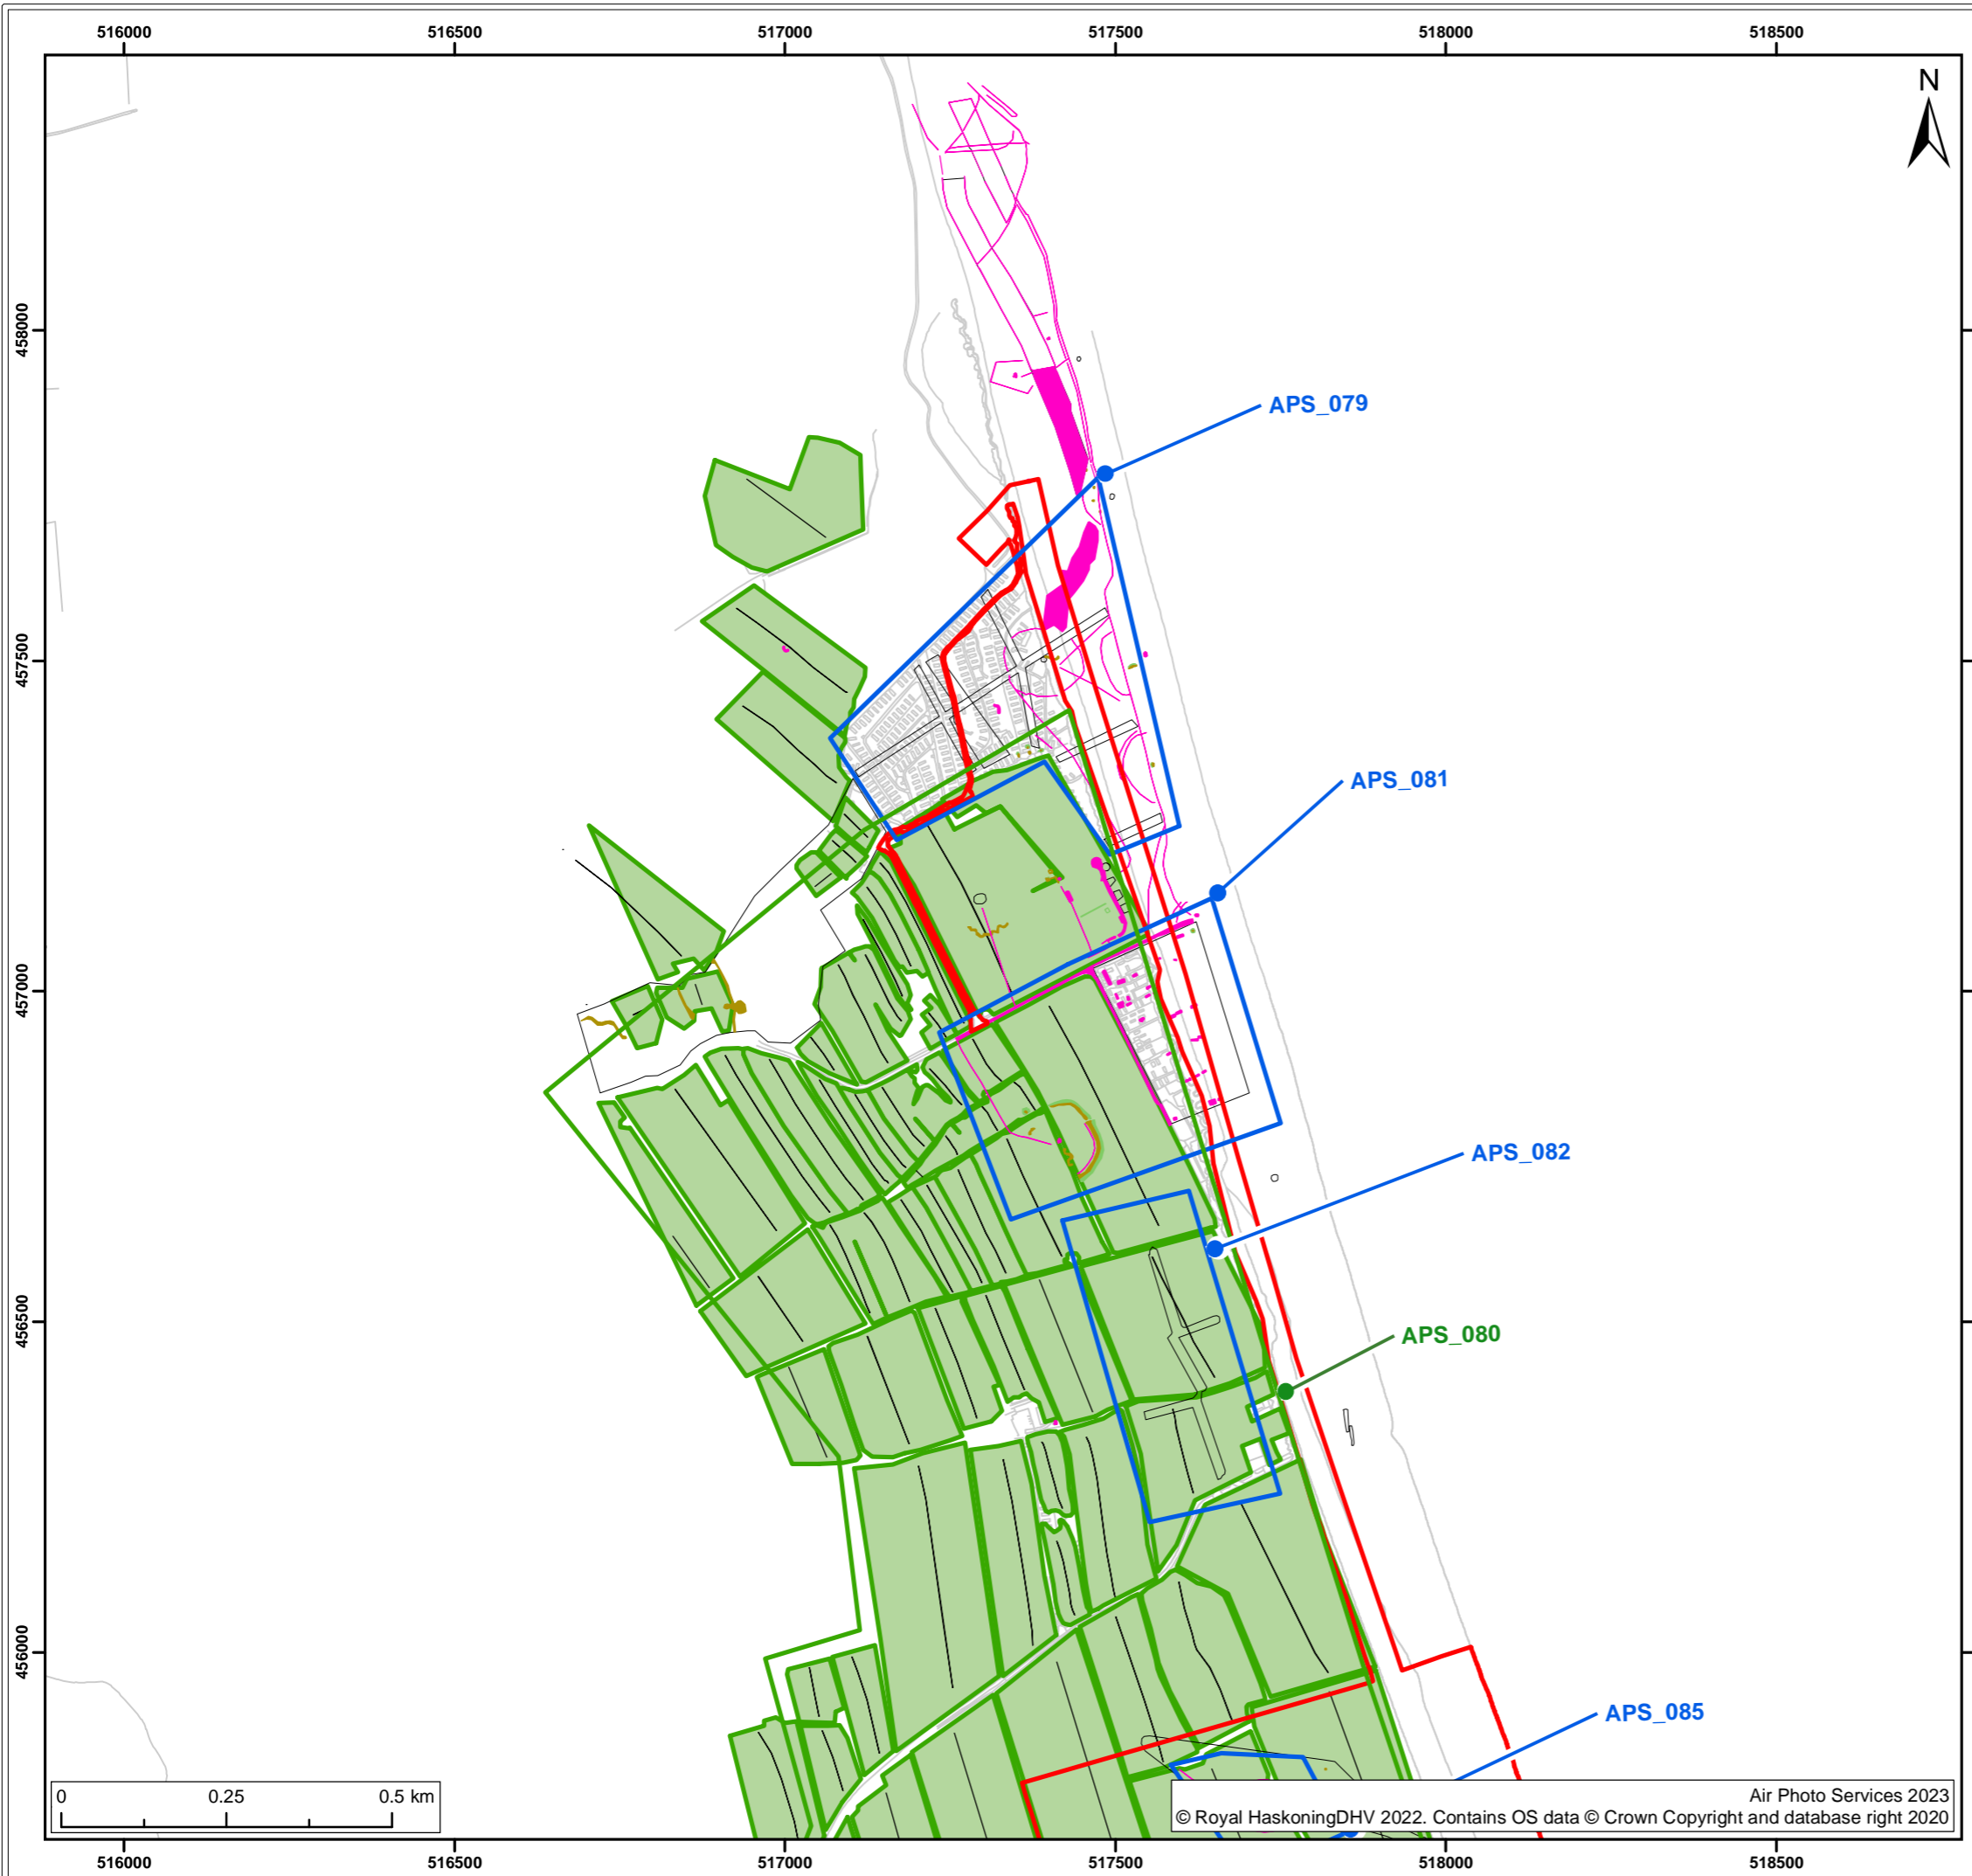 516000 516500 517000 517500 518000 518500
N
458000
APS_079
457500
APS_081
457000
APS_082
456500
APS_080
456000
APS_085
0 0.25 0.5 km
Air Photo Services 2023
© Royal HaskoningDHV 2022. Contains OS data © Crown Copyright and database right 2020
516000 516500 517000 517500 518000 518500